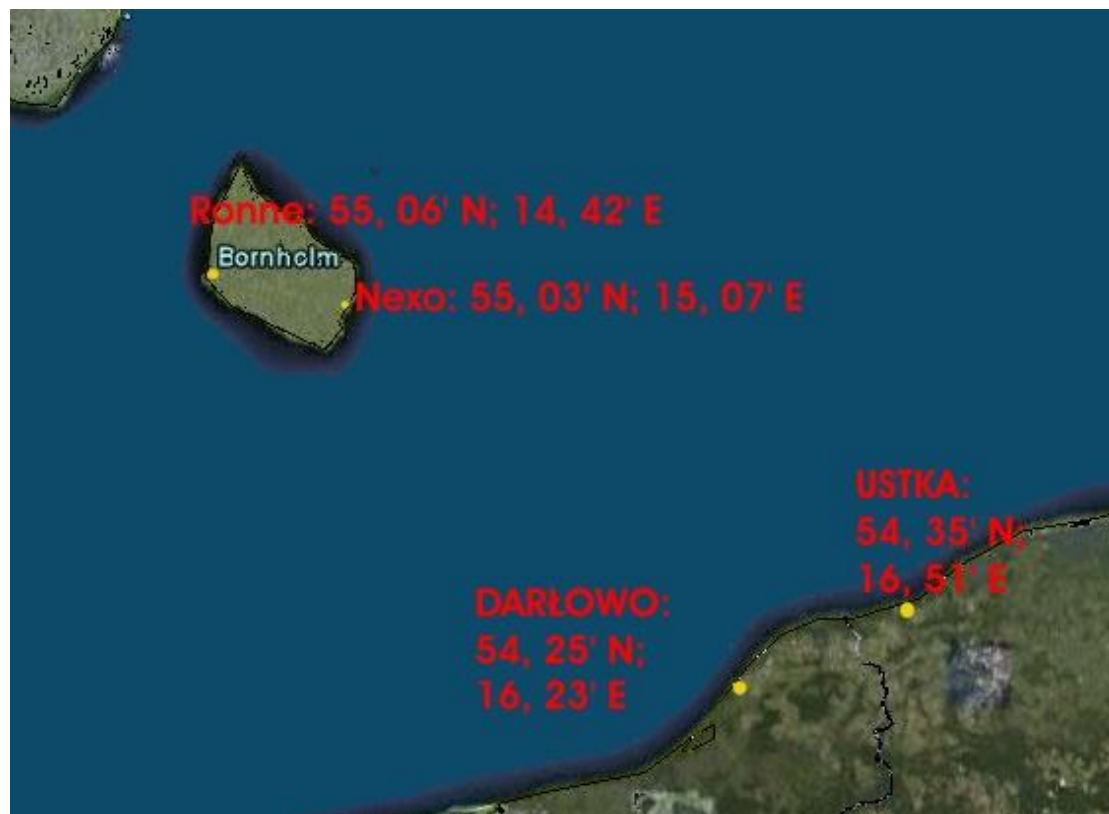 Ronne: 55, 06' N; 14, 42' E
Bornholm
Nexo: 55, 03' N; 15, 07' E
USTKA:
54, 35' N;
16, 51' E
DARŁOWO:
54, 25' N;
16, 23' E